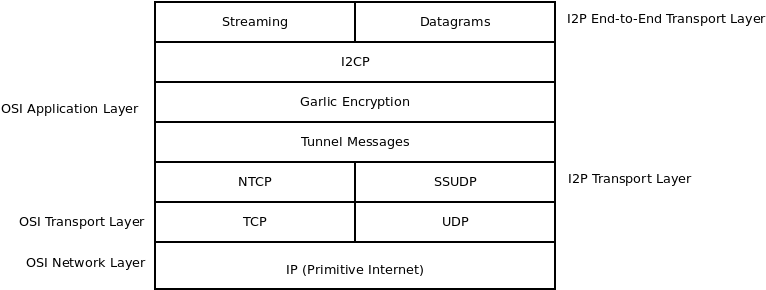 Streaming Datagrams I2P End-to-End Transport Layer
I2CP
OSI Application Layer Garlic Encryption
Tunnel Messages
NTCP SSUDP I2P Transport Layer
OSI Transport Layer TCP UDP
OSI Network Layer IP (Primitive Internet)